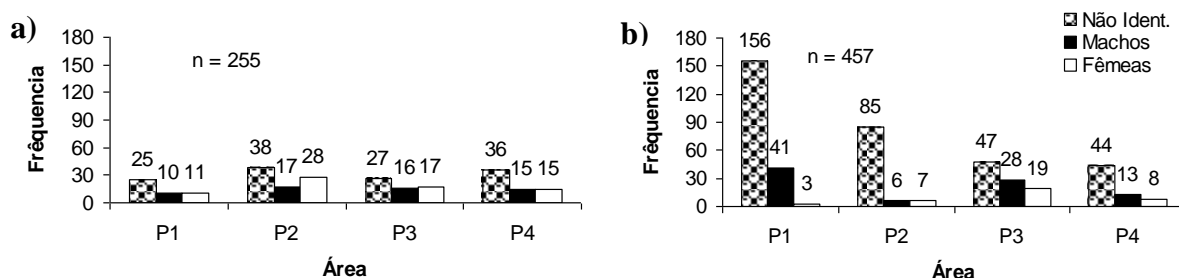 a)
Frêquencia
180
150
120
90
60
30
0
n = 255
25 10 11
38 17 28
27 16 17
36 15 15
P1 P2 P3 P4
Área
b)
Frêquencia
180
150
120
90
60
30
0
n = 457
Não Ident.
Machos
Fêmeas
156 41 3
85 6 7
47 28 19
44 13 8
P1 P2 P3 P4
Área